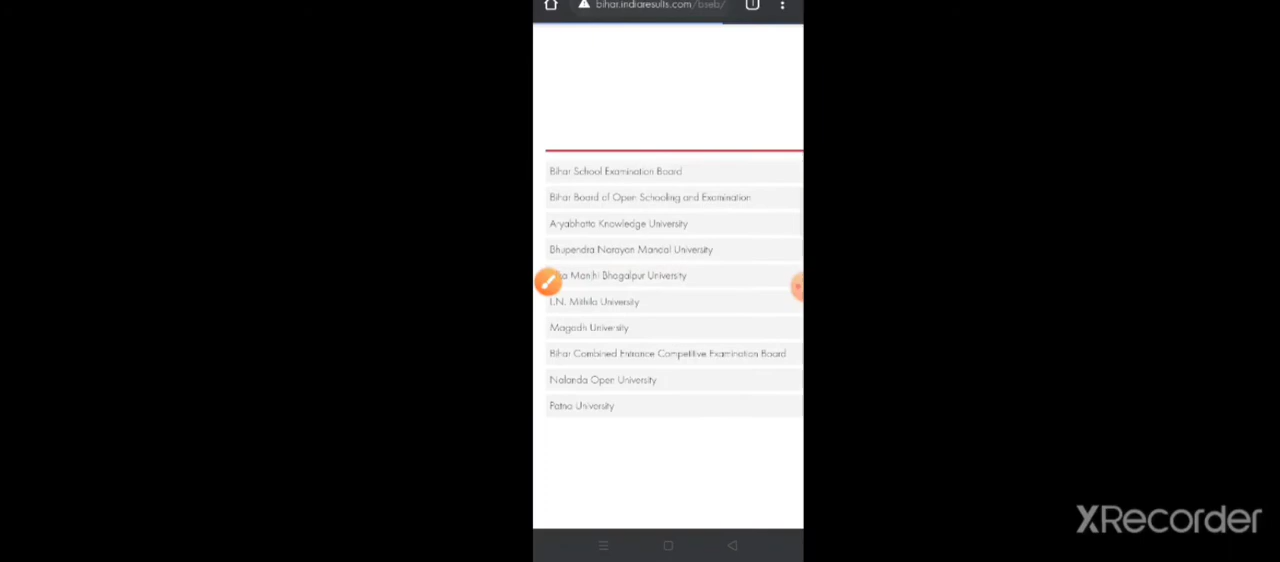 bihar.indiaresults.com/bseb/
Bihar School Examination Board
Bihar Board of Open Schooling and Examination
Aryabhatta Knowledge University
Bhupendra Narayan Mandal University
Manjhi Bhagalpur University
L.N. Mithila University
Magadh University
Bihar Combined Entrance Competitive Examination Board
Nalanda Open University
Patna University
XRecorder